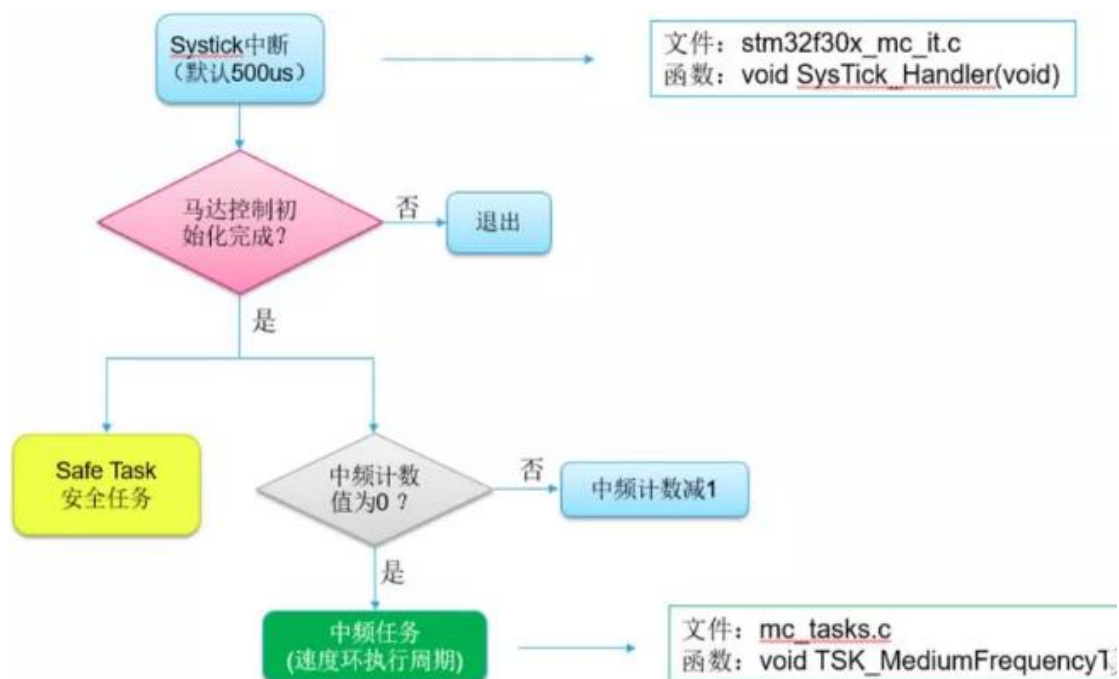 Systick中断
（默认500us）
文件：stm32f30x_mc_it.c
函数：void SysTick_Handler(void)
马达控制初
始化完成？
否
退出
是
Safe Task
安全任务
中频计数
值为0 ？
否
中频计数减1
是
中频任务
(速度环执行周期)
文件：mc_tasks.c
函数：void